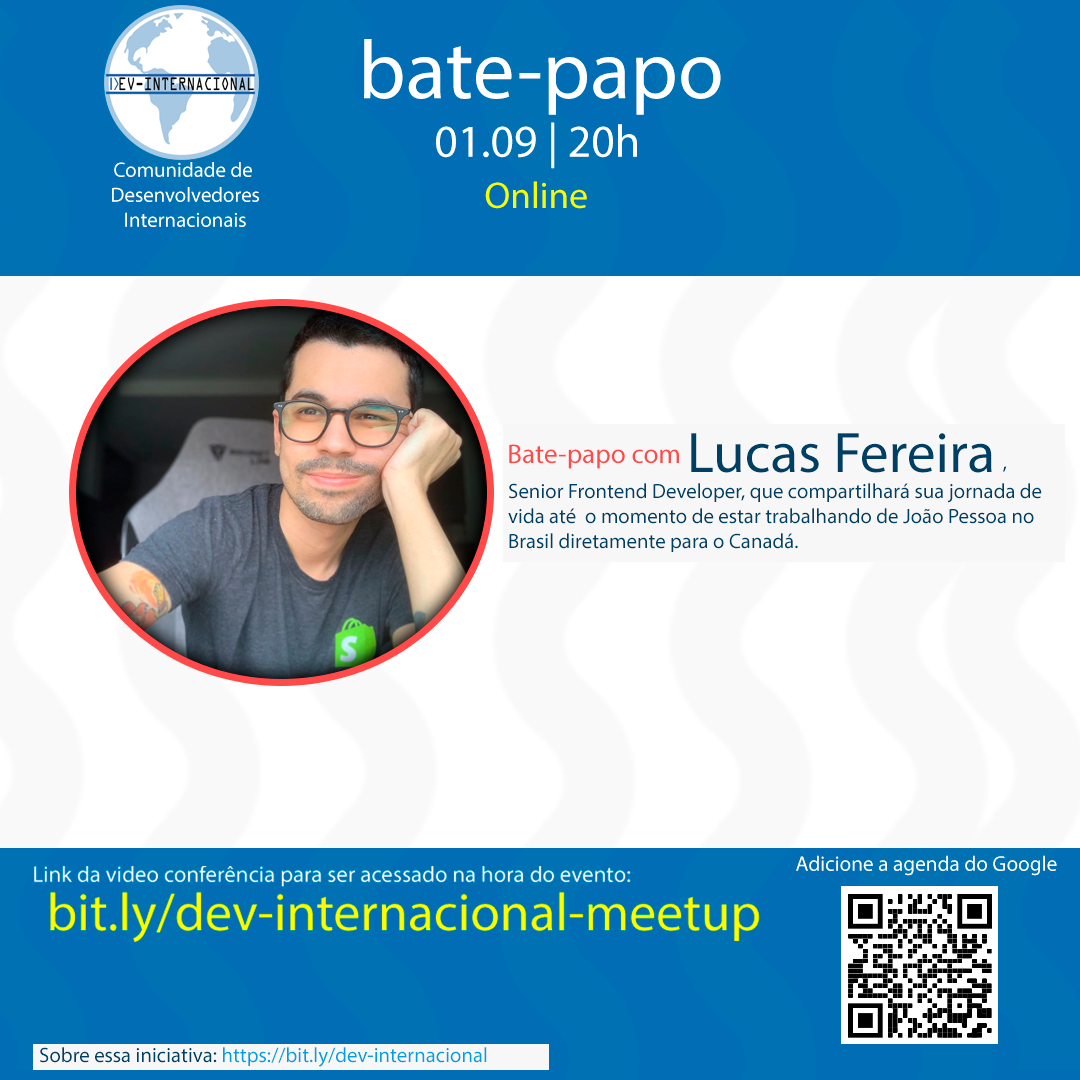 DEV-INTERNACIONAL
Comunidade de
Desenvolvedores
Internacionais
bate-papo
01.09 | 20h
Online
Bate-papo com Lucas Fereira ,
Senior Frontend Developer, que compartilhará sua jornada de
vida até o momento de estar trabalhando de João Pessoa no
Brasil diretamente para o Canadá.
S
Link da video conferência para ser acessado na hora do evento:
bit.ly/dev-internacional-meetup
Adicione a agenda do Google
Sobre essa iniciativa: https://bit.ly/dev-internacional